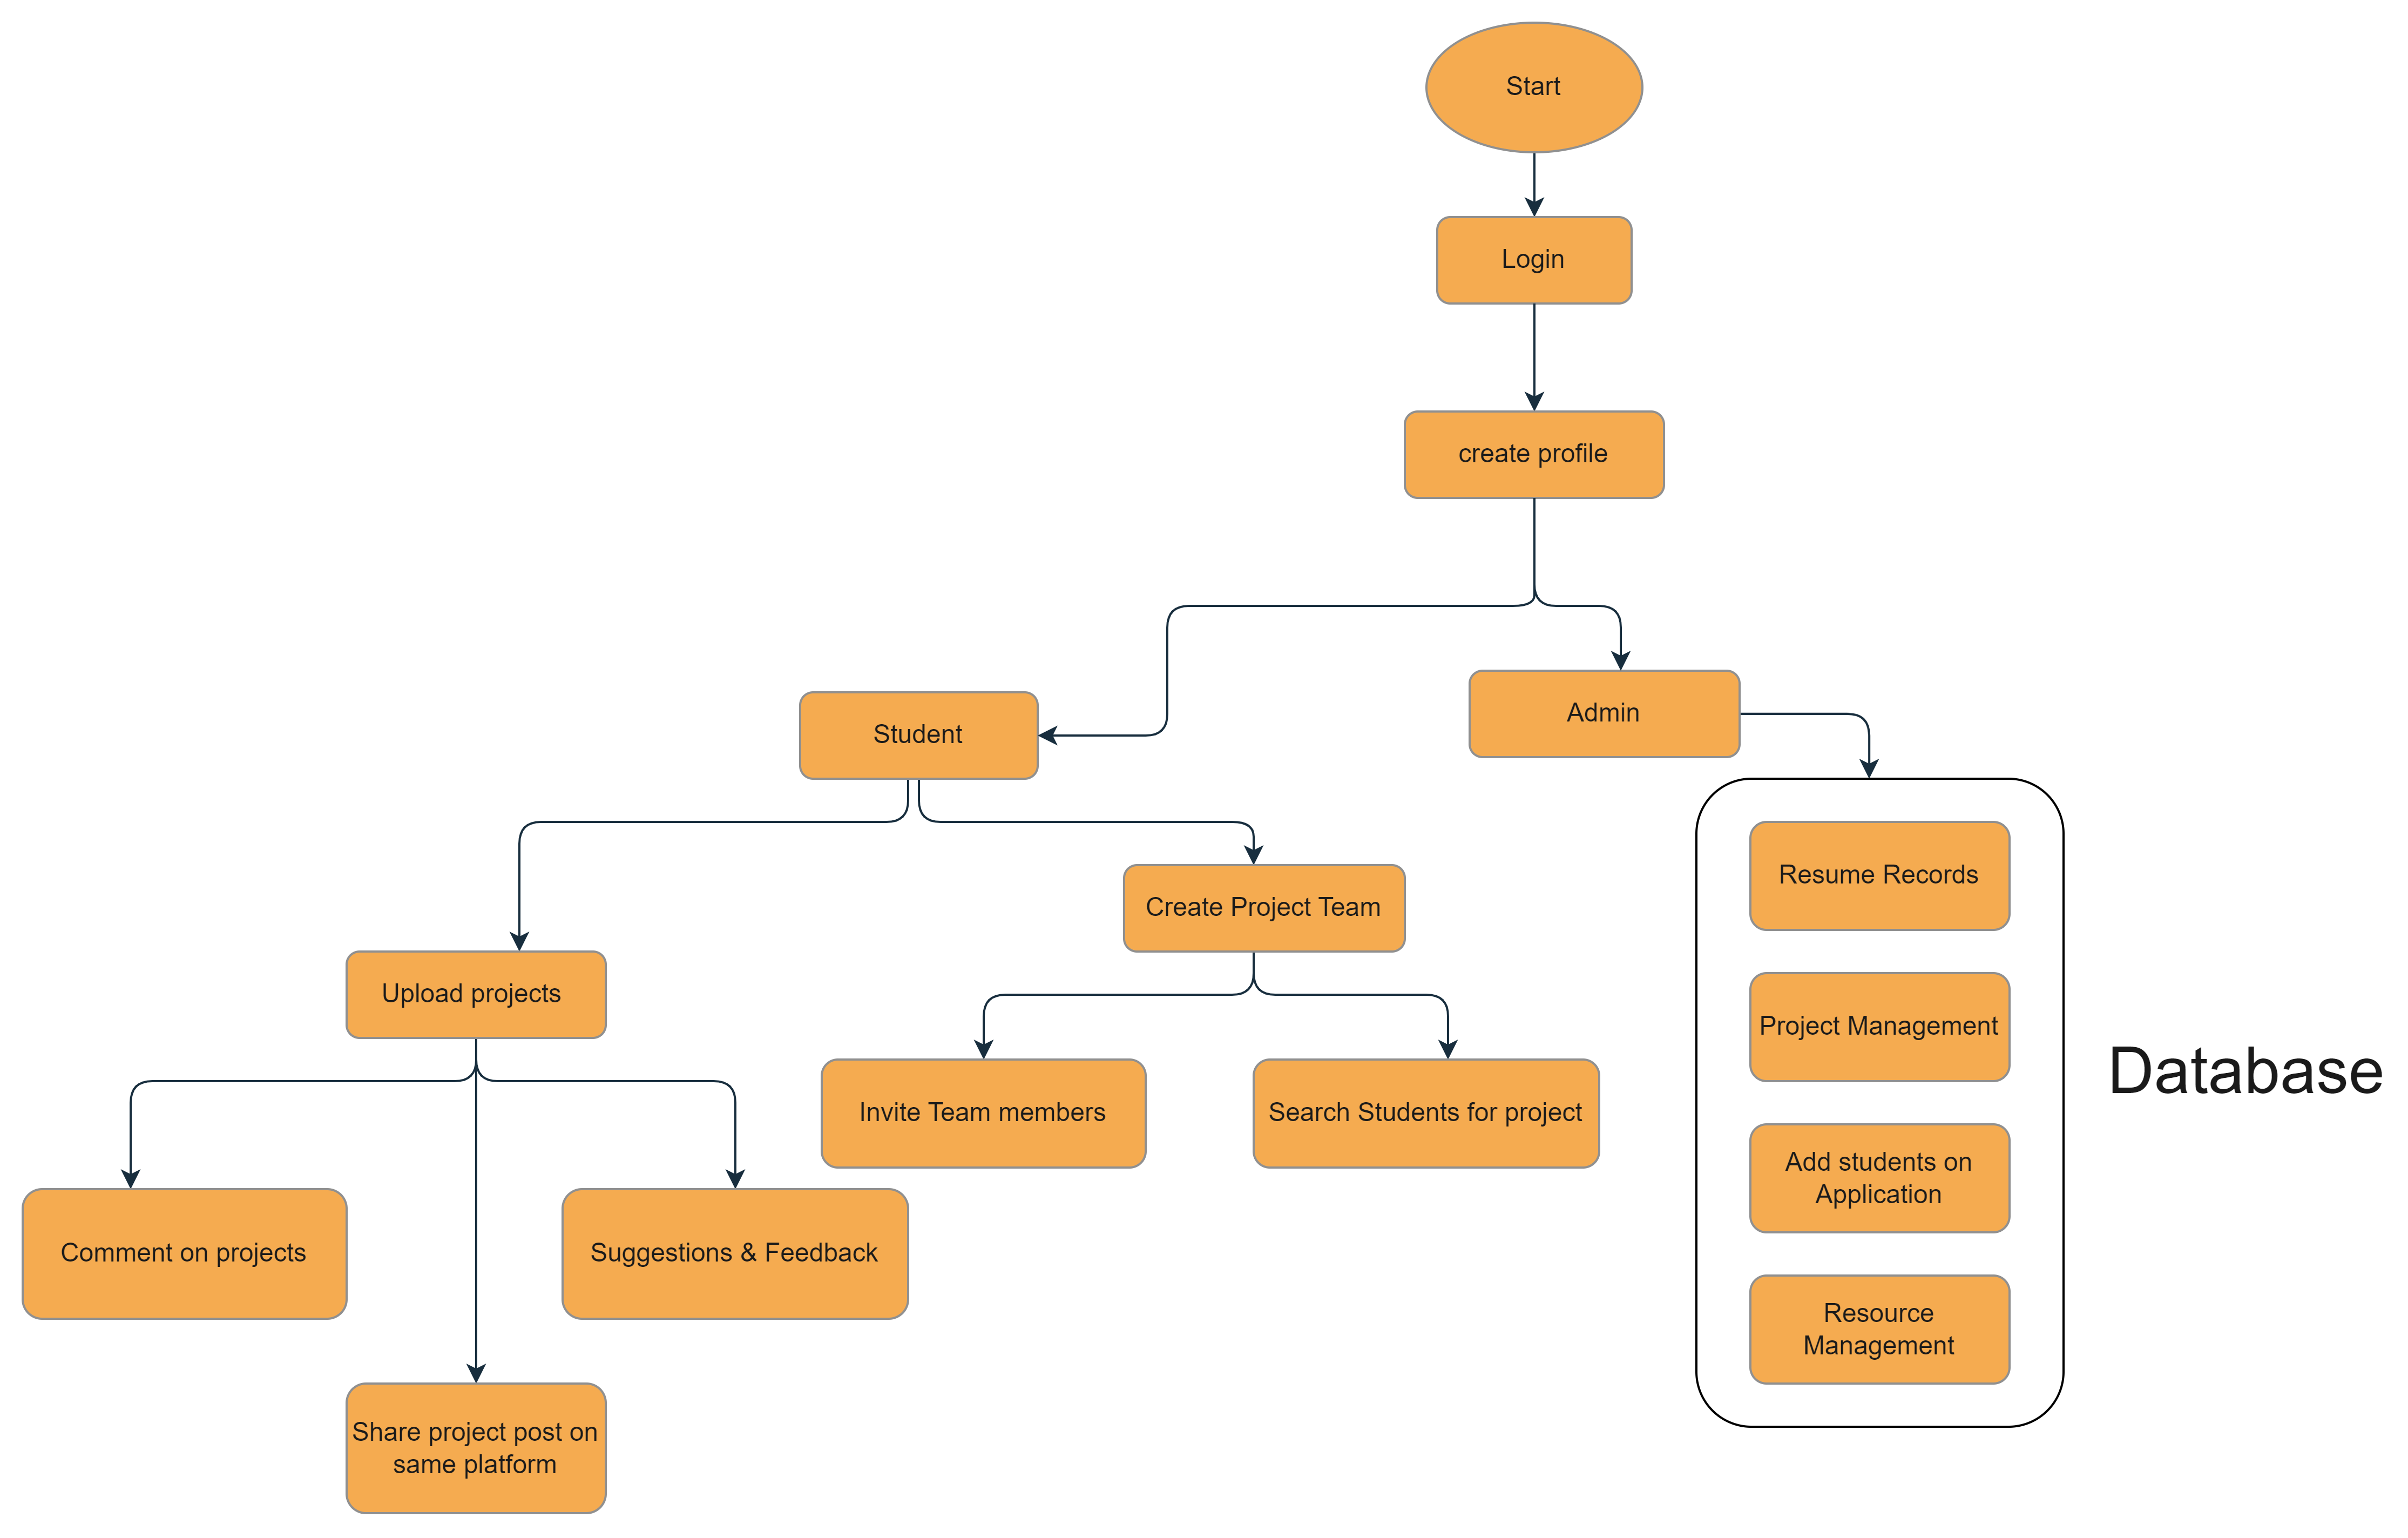 Start
Login
create profile
Student
Admin
Upload projects
Create Project Team
Comment on projects
Suggestions & Feedback
Share project post on
same platform
Invite Team members
Search Students for project
Resume Records
Project Management
Add students on
Application
Resource
Management
Database